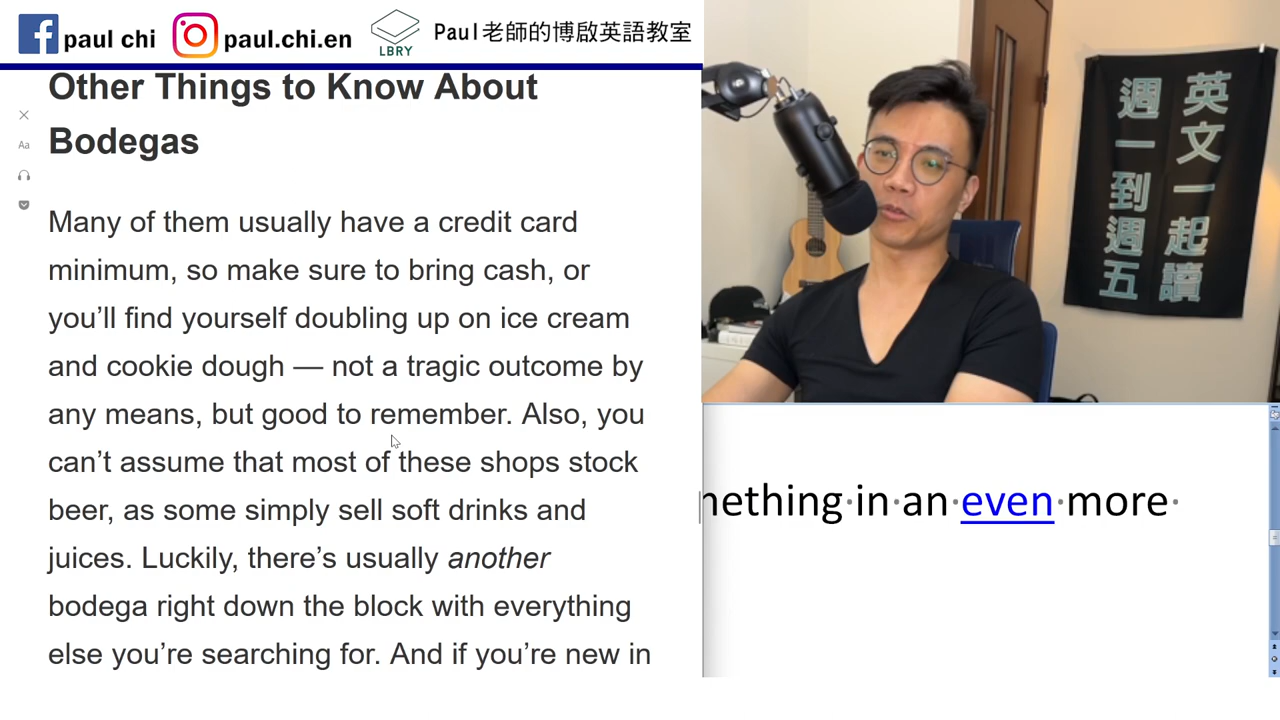 paul chi
paul.chi.en
LBRY
Paul老師的博啟英語教室
Other Things to Know About
Bodegas
Aa
Many of them usually have a credit card
minimum, so make sure to bring cash, or
you’ll find yourself doubling up on ice cream
and cookie dough — not a tragic outcome by
any means, but good to remember. Also, you
can’t assume that most of these shops stock
beer, as some simply sell soft drinks and
juices. Luckily, there’s usually another
bodega right down the block with everything
else you’re searching for. And if you’re new in
英文一起讀
週一到週五
mething·in·an·even·more·